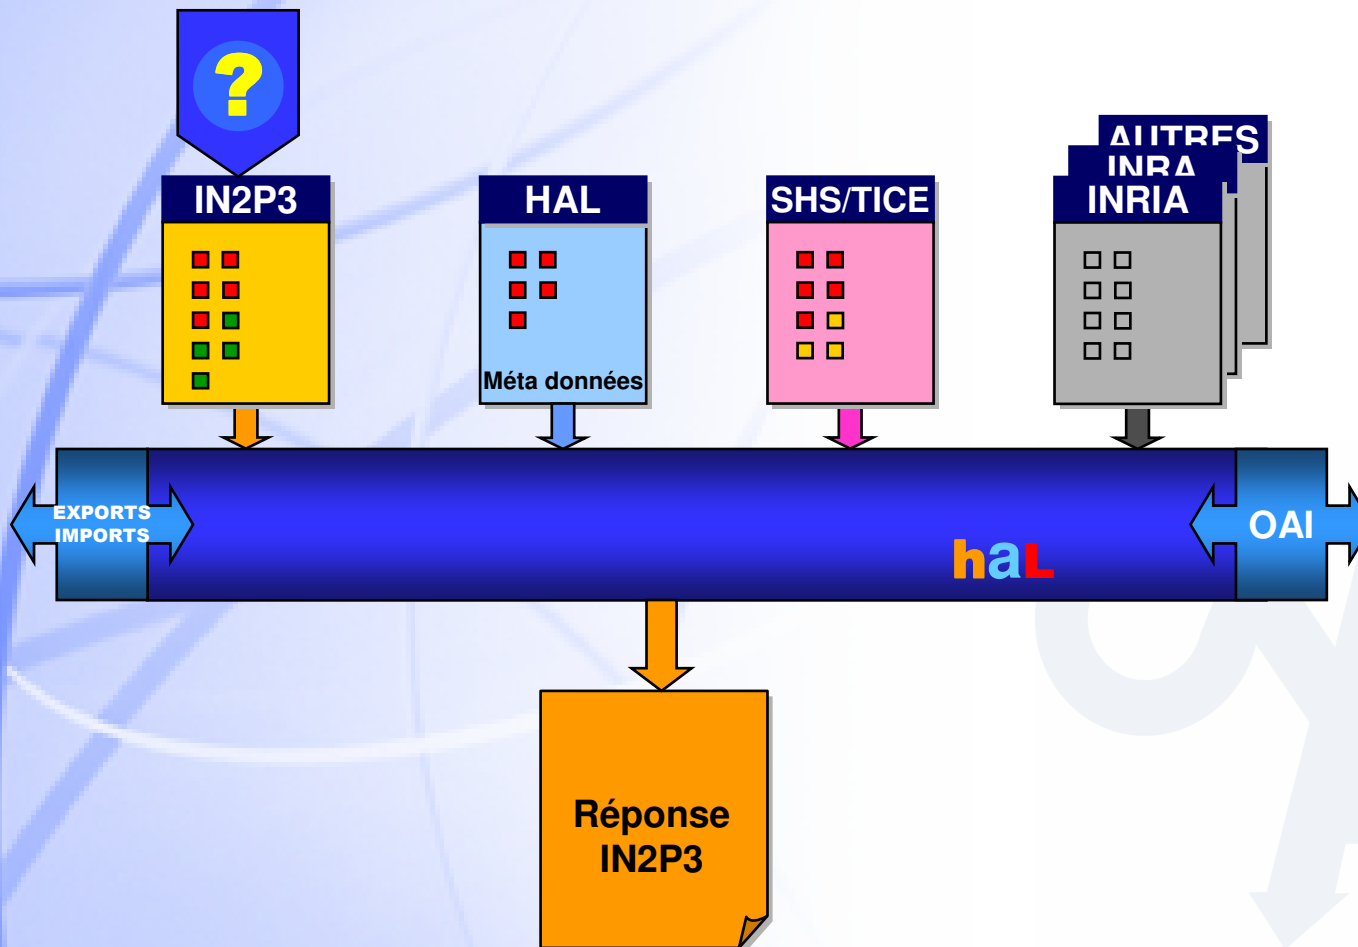 ?
AUTRES
INRA
IN2P3
HAL
SHS/TICE
INRIA
Méta données
EXPORTS
IMPORTS
haL
OAI
Réponse
IN2P3